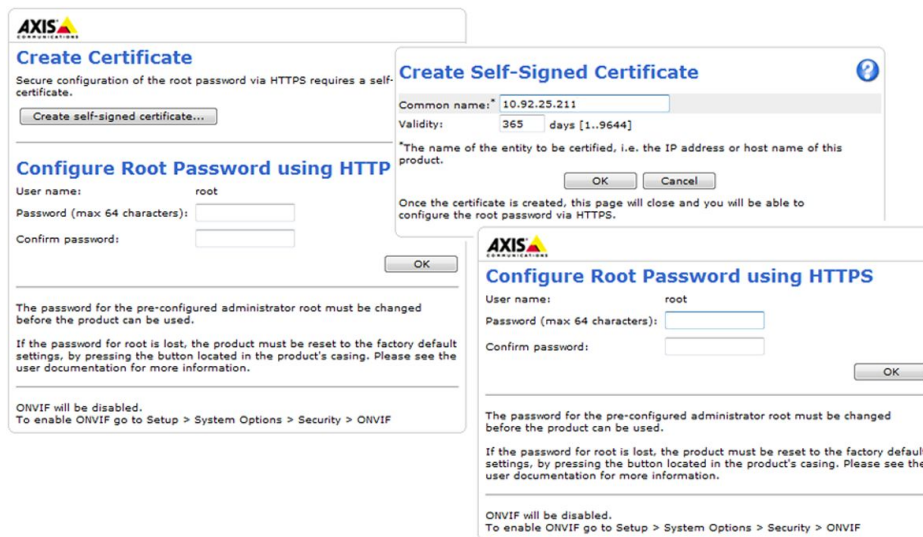 AXIS
COMMUNICATIONS
Create Certificate
Secure configuration of the root password via HTTPS requires a self-
certificate.
Create self-signed certificate...
Configure Root Password using HTTP
User name: root
Password (max 64 characters):
Confirm password:
OK
The password for the pre-configured administrator root must be changed
before the product can be used.
If the password for root is lost, the product must be reset to the factory default
settings, by pressing the button located in the product's casing. Please see the
user documentation for more information.
ONVIF will be disabled.
To enable ONVIF go to Setup > System Options > Security > ONVIF
Create Self-Signed Certificate
?
Common name:* 10.92.25.211
Validity: 365 days [1..9644]
*The name of the entity to be certified, i.e. the IP address or host name of this
product.
OK Cancel
Once the certificate is created, this page will close and you will be able to
configure the root password via HTTPS.
AXIS
COMMUNICATIONS
Configure Root Password using HTTPS
User name: root
Password (max 64 characters):
Confirm password:
OK
The password for the pre-configured administrator root must be changed
before the product can be used.
If the password for root is lost, the product must be reset to the factory default
settings, by pressing the button located in the product's casing. Please see the
user documentation for more information.
ONVIF will be disabled.
To enable ONVIF go to Setup > System Options > Security > ONVIF